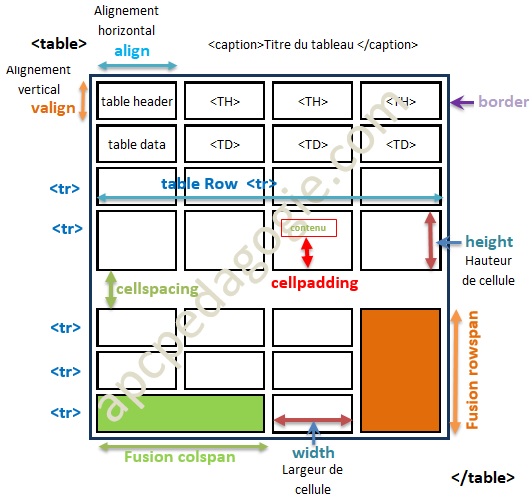 Alignement
horizontal
align
<table>
<caption>Titre du tableau </caption>
Alignement
vertical
valign
table header
<TH>
<TH>
<TH>
border
table data
<TD>
<TD>
<TD>
<tr>
table Row <tr>
<tr>
contenu
height
Hauteur
de cellule
cellspacing
cellpadding
<tr>
<tr>
<tr>
Fusion rowspan
Fusion colspan
width
Largeur de
cellule
</table>
apcpedagogie.com